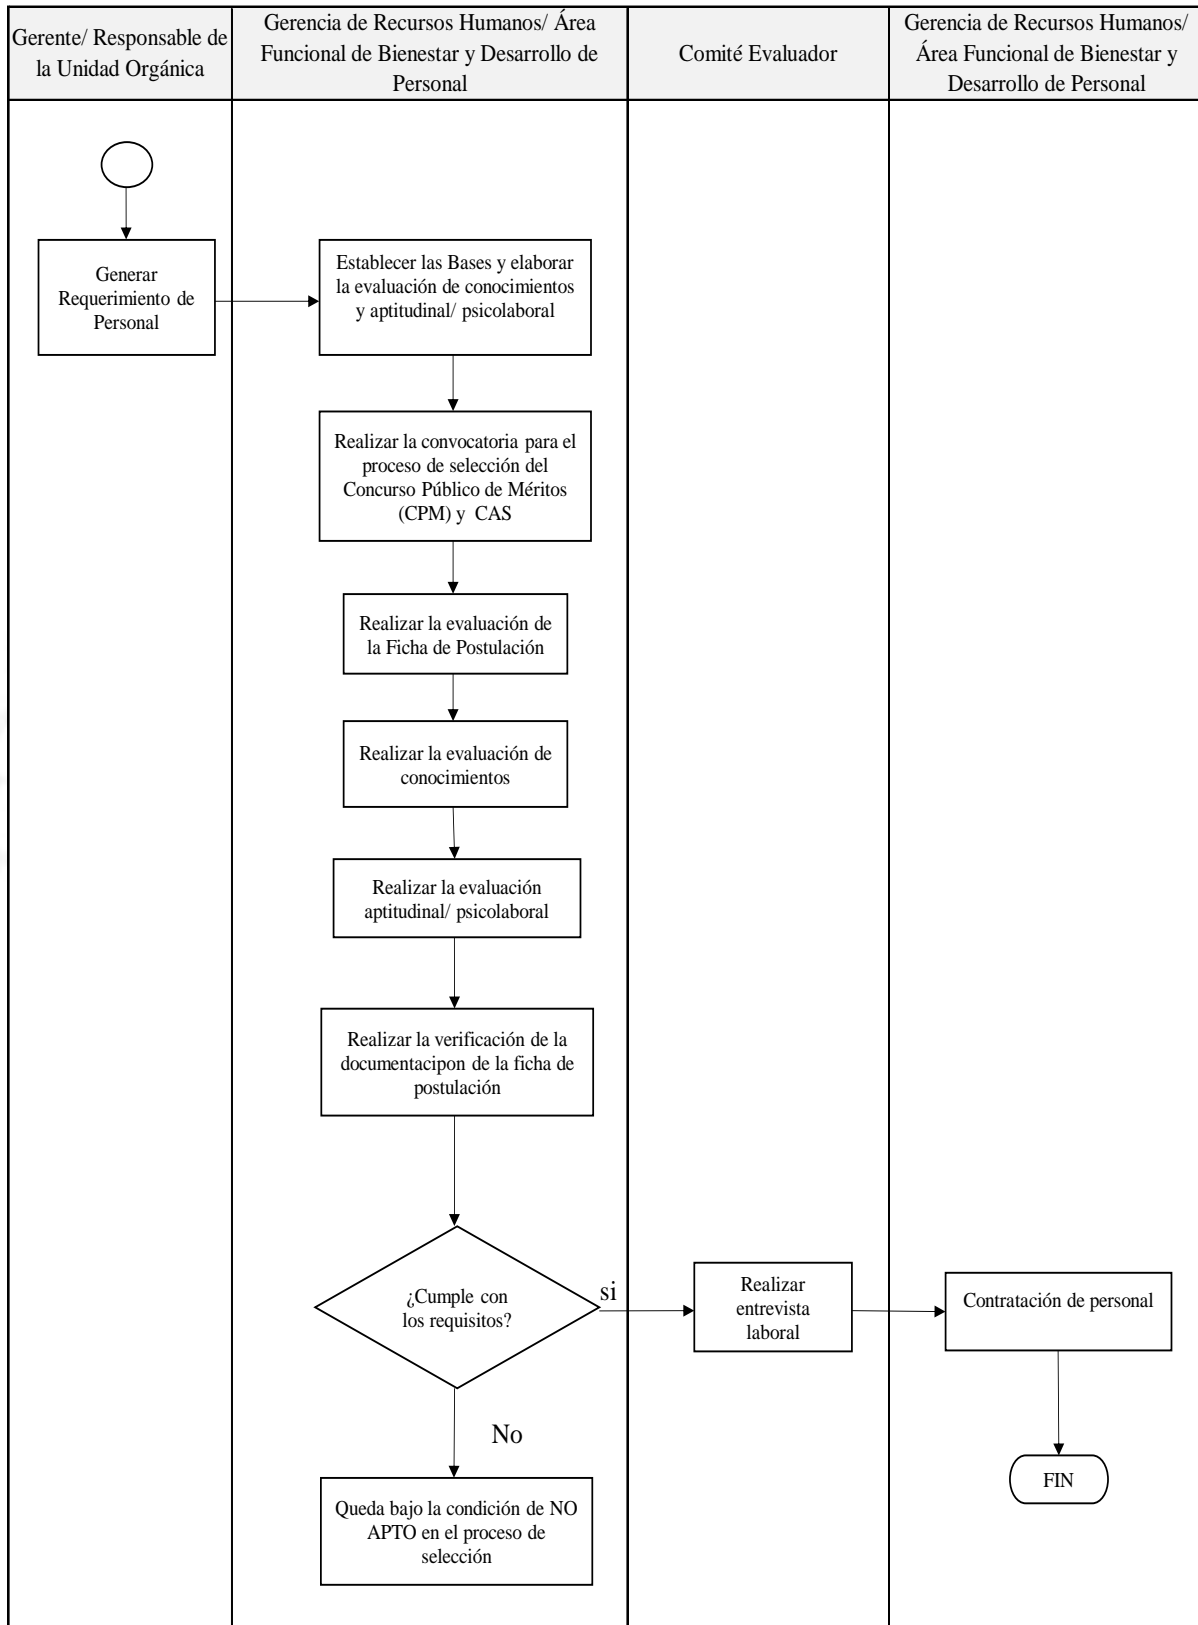 Gerente/ Responsable de
la Unidad Orgánica
Gerencia de Recursos Humanos/ Área
Funcional de Bienestar y Desarrollo de
Personal
Comité Evaluador
Gerencia de Recursos Humanos/
Área Funcional de Bienestar y
Desarrollo de Personal
Generar
Requerimiento de
Personal
Establecer las Bases y elaborar
la evaluación de conocimientos
y aptitudinal/ psicolaboral
Realizar la convocatoria para el
proceso de selección del
Concurso Público de Méritos
(CPM) y CAS
Realizar la evaluación de
la Ficha de Postulación
Realizar la evaluación de
conocimientos
Realizar la evaluación
aptitudinal/ psicolaboral
Realizar la verificación de la
documentacipon de la ficha de
postulación
¿Cumple con
los requisitos?
si
Realizar
entrevista
laboral
Contratación de personal
No
FIN
Queda bajo la condición de NO
APTO en el proceso de
selección